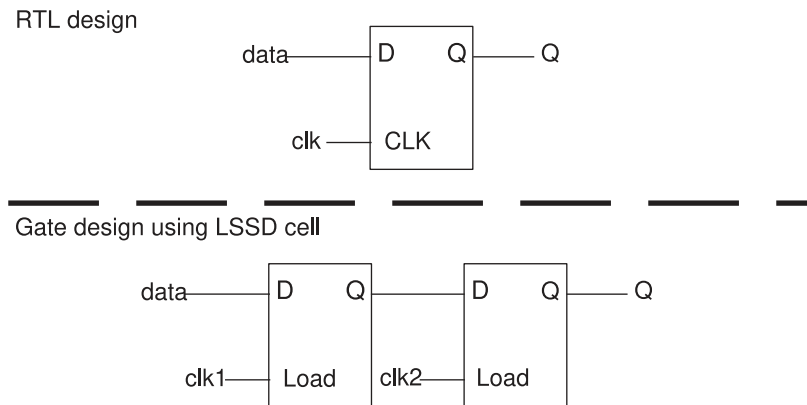 RTL design
data D Q Q
clk CLK
Gate design using LSSD cell
data D Q D Q Q
clk1 Load clk2 Load